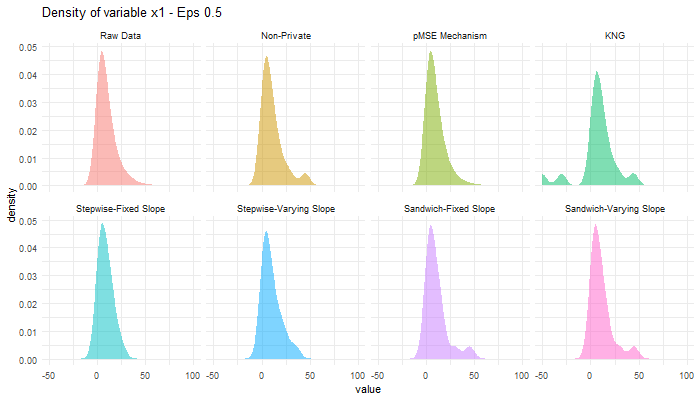 Density of variable x1 - Eps 0.5
Raw Data Non-Private pMSE Mechanism KNG
0.05
0.04
0.03
0.02
0.01
0.00
density
Stepwise-Fixed Slope Stepwise-Varying Slope Sandwich-Fixed Slope Sandwich-Varying Slope
0.05
0.04
0.03
0.02
0.01
0.00
-50 0 50 100 -50 0 50 100 -50 0 50 100 -50 0 50 100
value